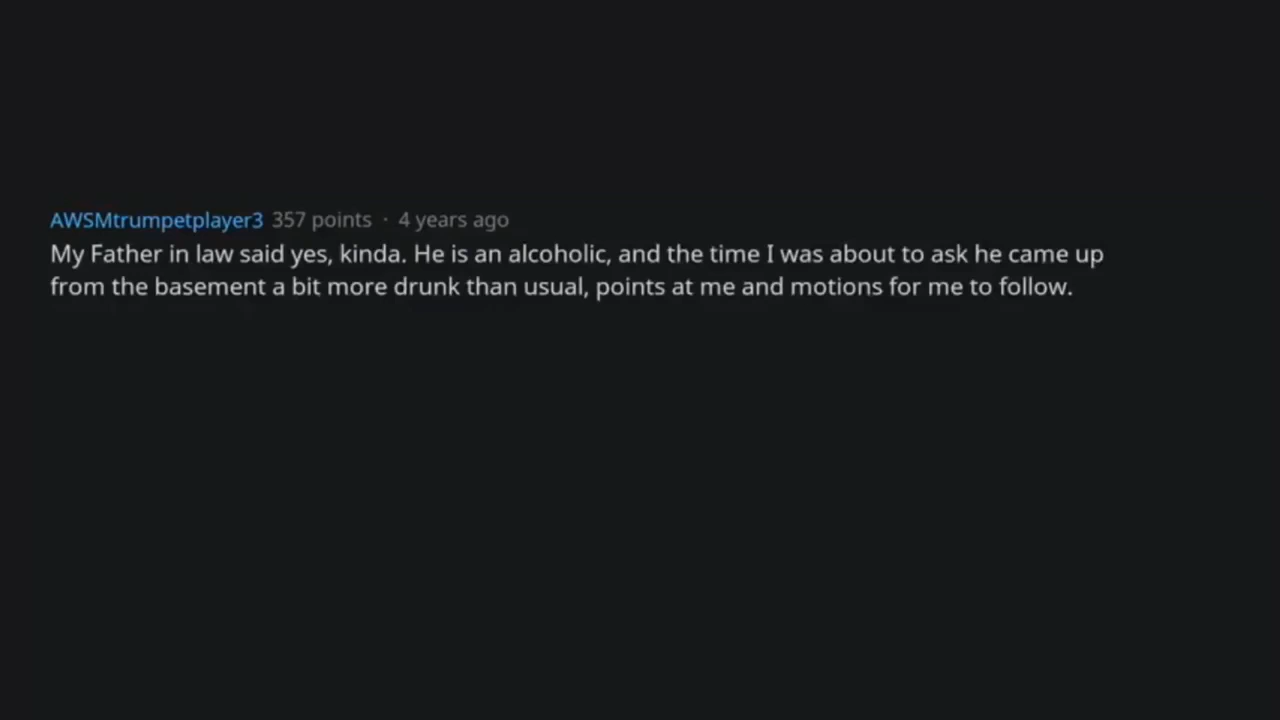 AWSMtrumpetplayer3 357 points · 4 years ago
My Father in law said yes, kinda. He is an alcoholic, and the time I was about to ask he came up
from the basement a bit more drunk than usual, points at me and motions for me to follow.